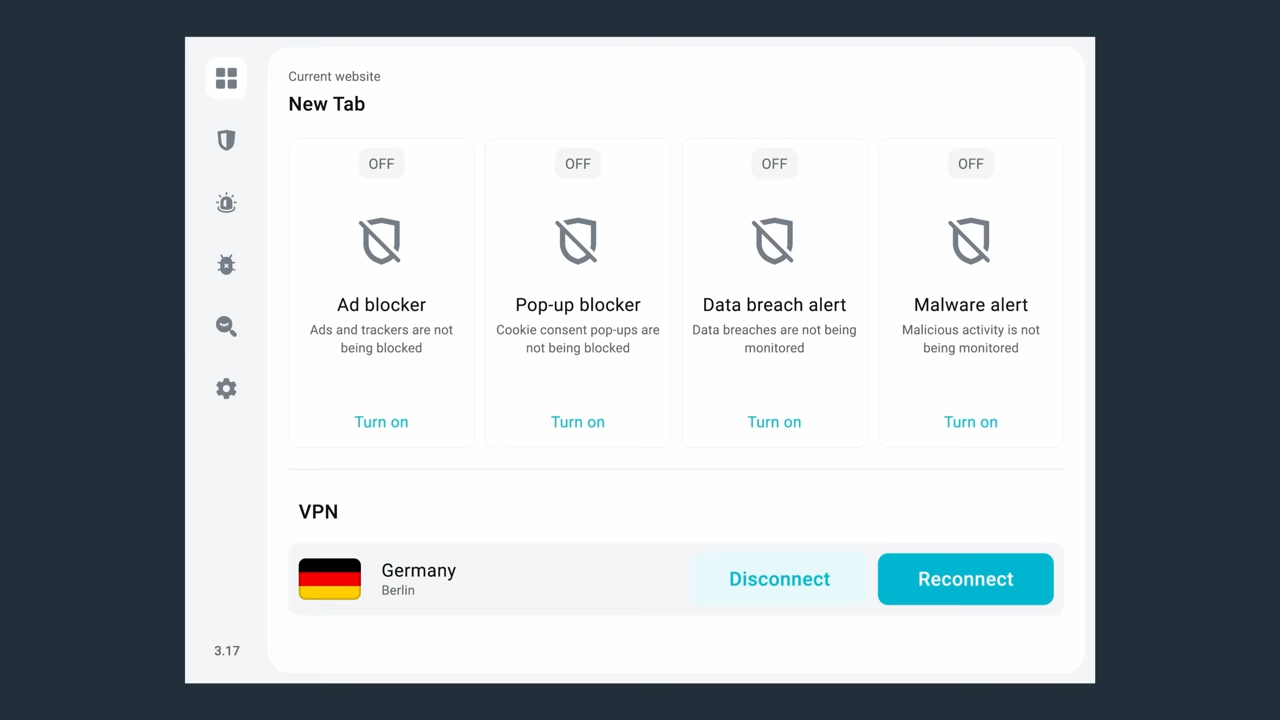 Current website
New Tab
OFF
Ad blocker
Ads and trackers are not
being blocked
Turn on
OFF
Pop-up blocker
Cookie consent pop-ups are
not being blocked
Turn on
OFF
Data breach alert
Data breaches are not being
monitored
Turn on
OFF
Malware alert
Malicious activity is not
being monitored
Turn on
VPN
Germany
Berlin
Disconnect
Reconnect
3.17